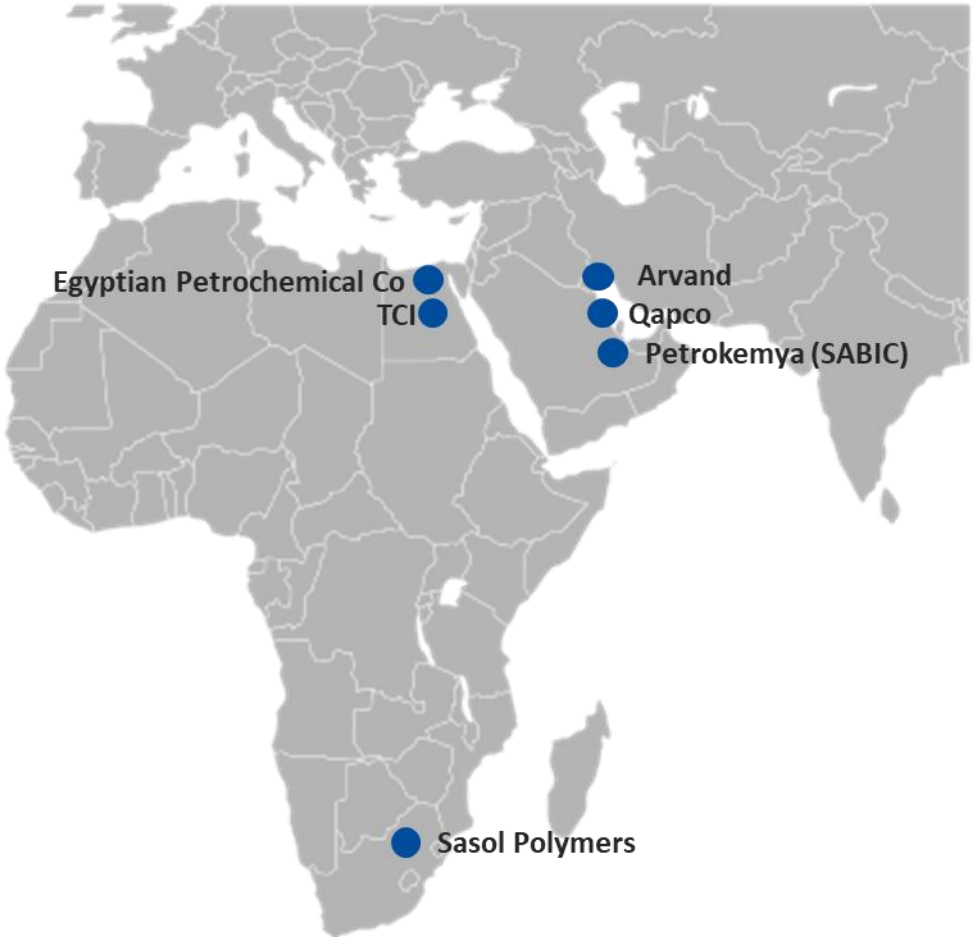 Egyptian Petrochemical Co
Arvand
TCI
Qapco
Petrokemya (SABIC)
Sasol Polymers